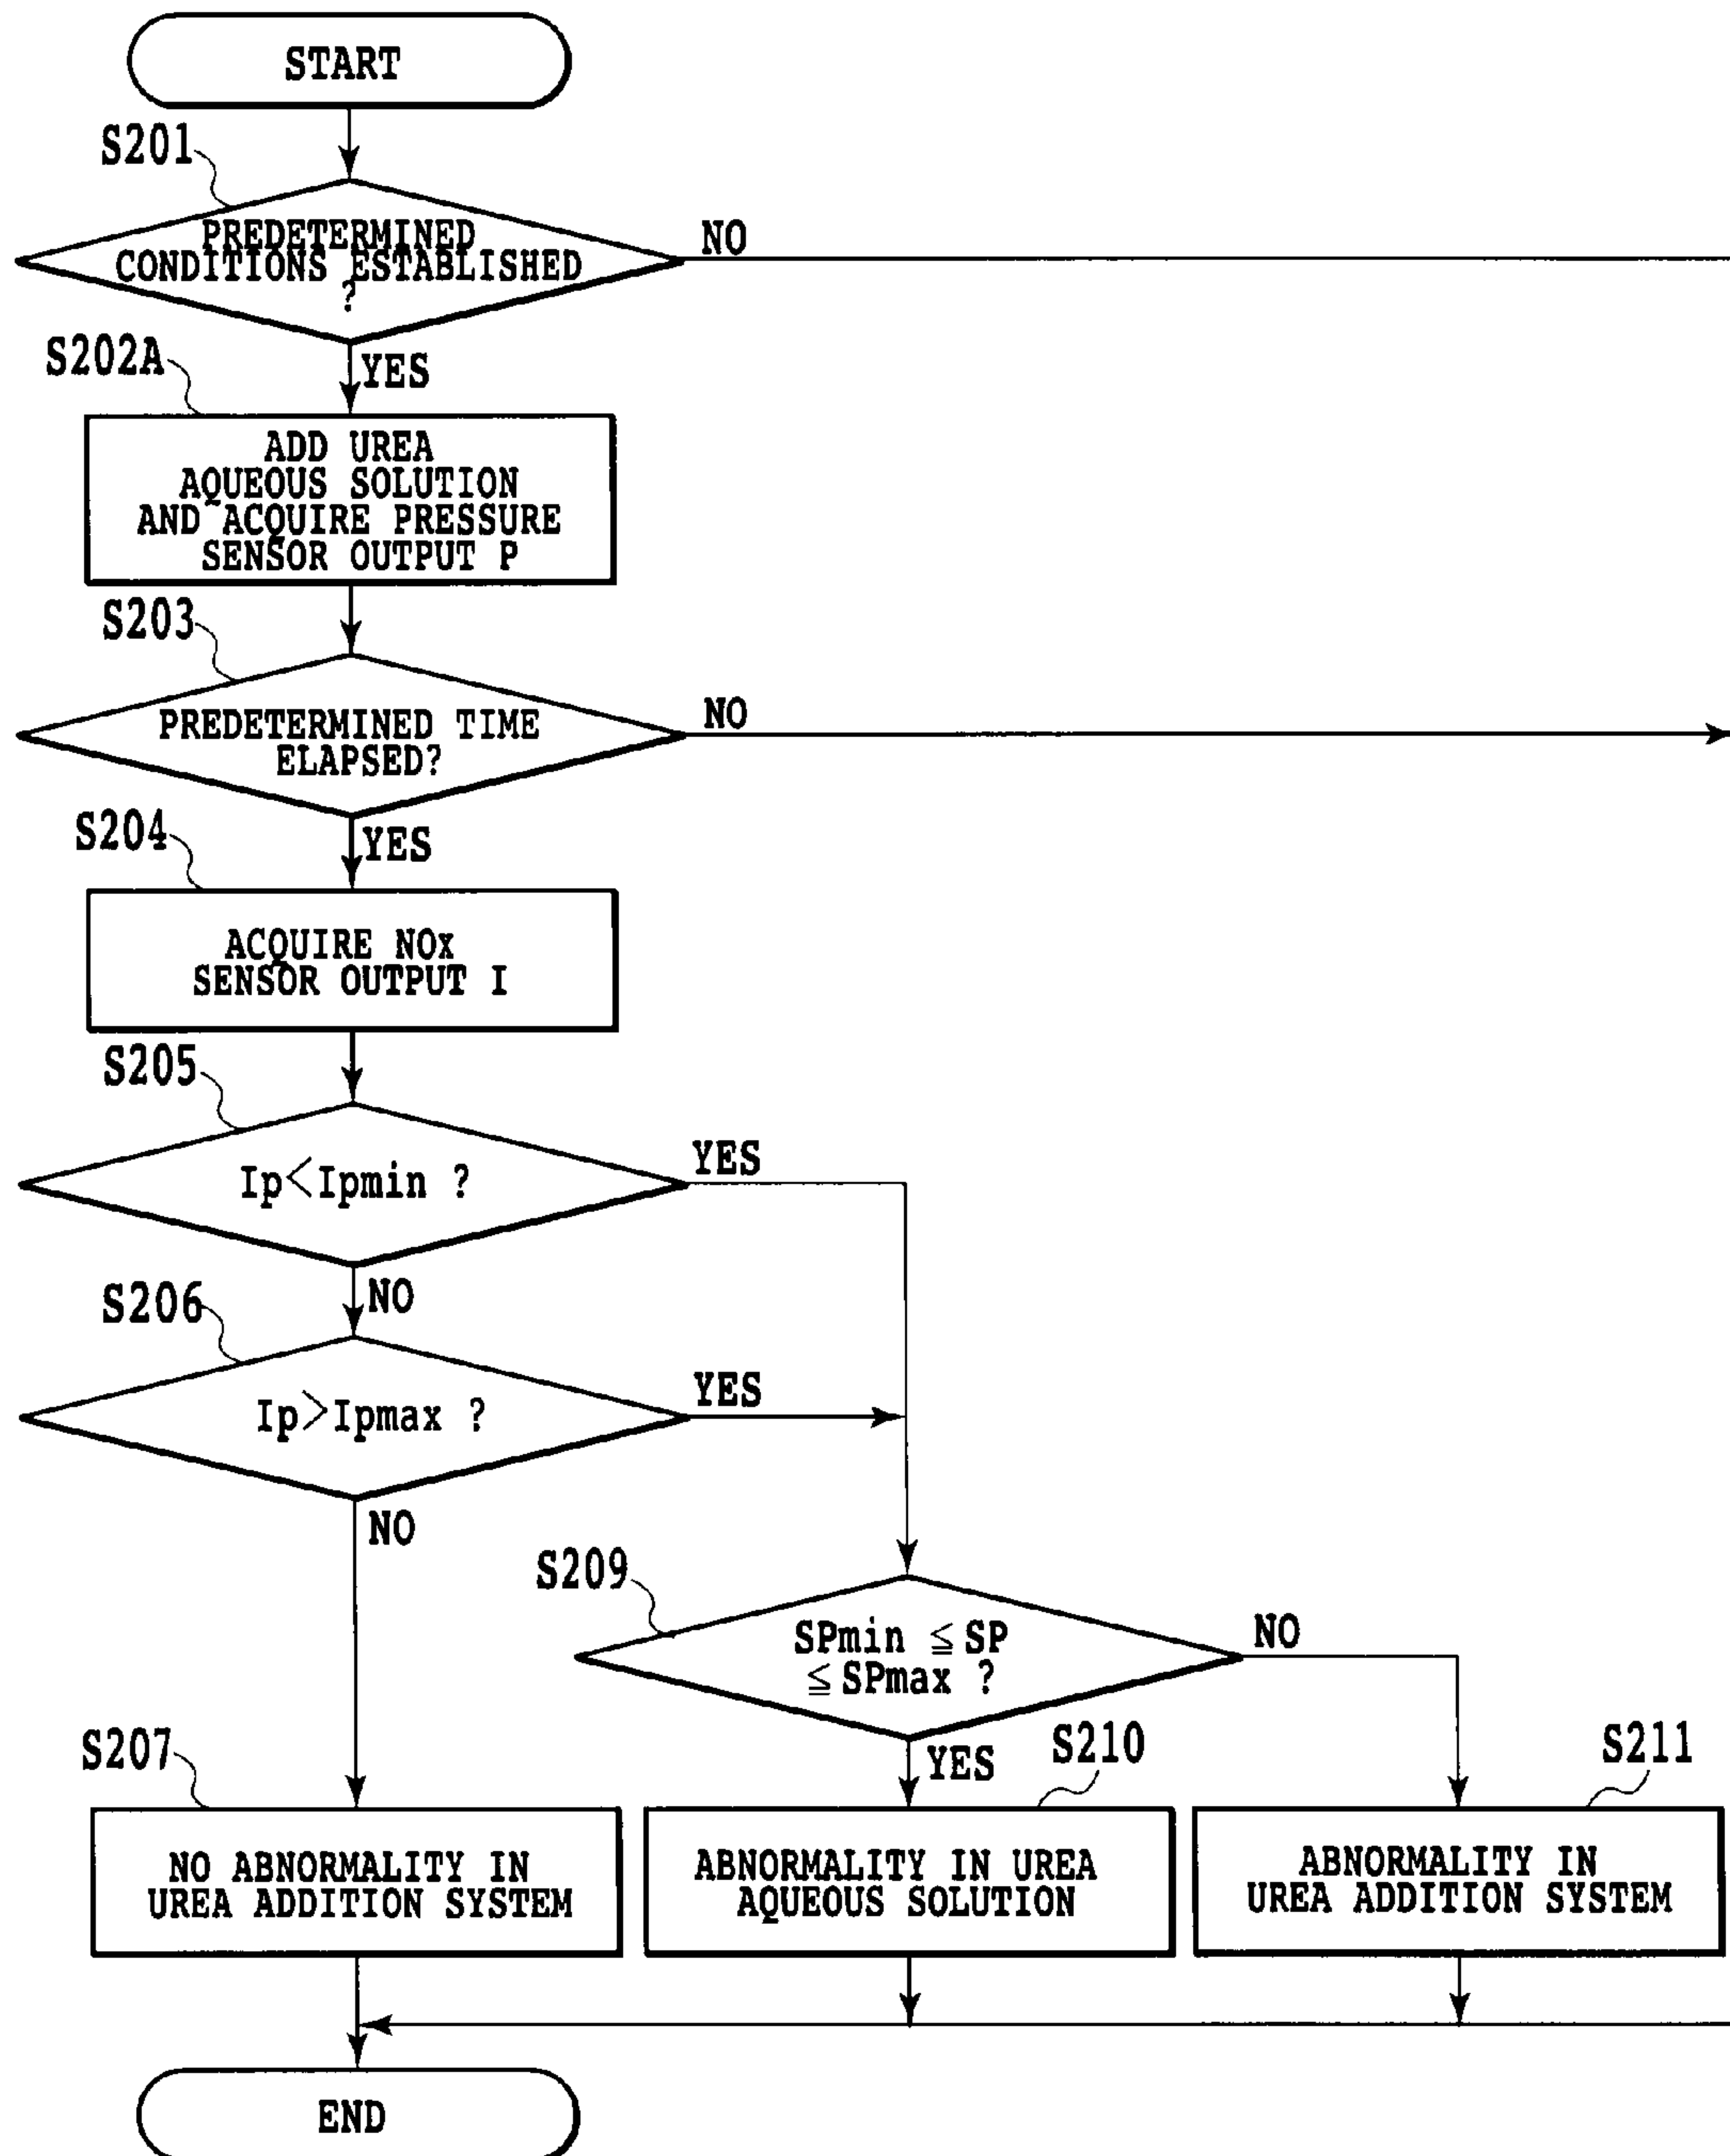 START
S201
PREDETERMINED
CONDITIONS ESTABLISHED
?
NO
YES
S202A
ADD UREA
AQUEOUS SOLUTION
AND ACQUIRE PRESSURE
SENSOR OUTPUT P
S203
PREDETERMINED TIME
ELAPSED?
NO
YES
S204
ACQUIRE NOx
SENSOR OUTPUT I
S205
Ip<Ipmin ?
YES
NO
S206
Ip>Ipmax ?
YES
NO
S209
SPmin ≦ SP
≦ SPmax ?
NO
YES
S207
NO ABNORMALITY IN
UREA ADDITION SYSTEM
S210
ABNORMALITY IN UREA
AQUEOUS SOLUTION
S211
ABNORMALITY IN
UREA ADDITION SYSTEM
END